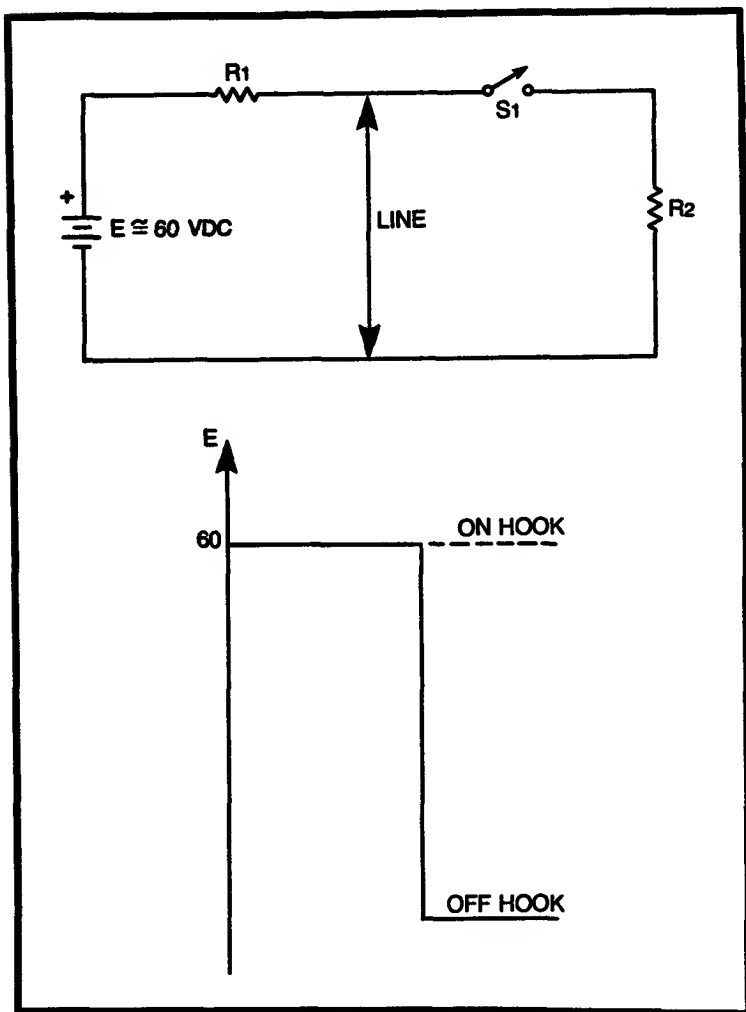 R1
S1
+
E ≅ 60 VDC
LINE
R2
E
60
ON HOOK
OFF HOOK